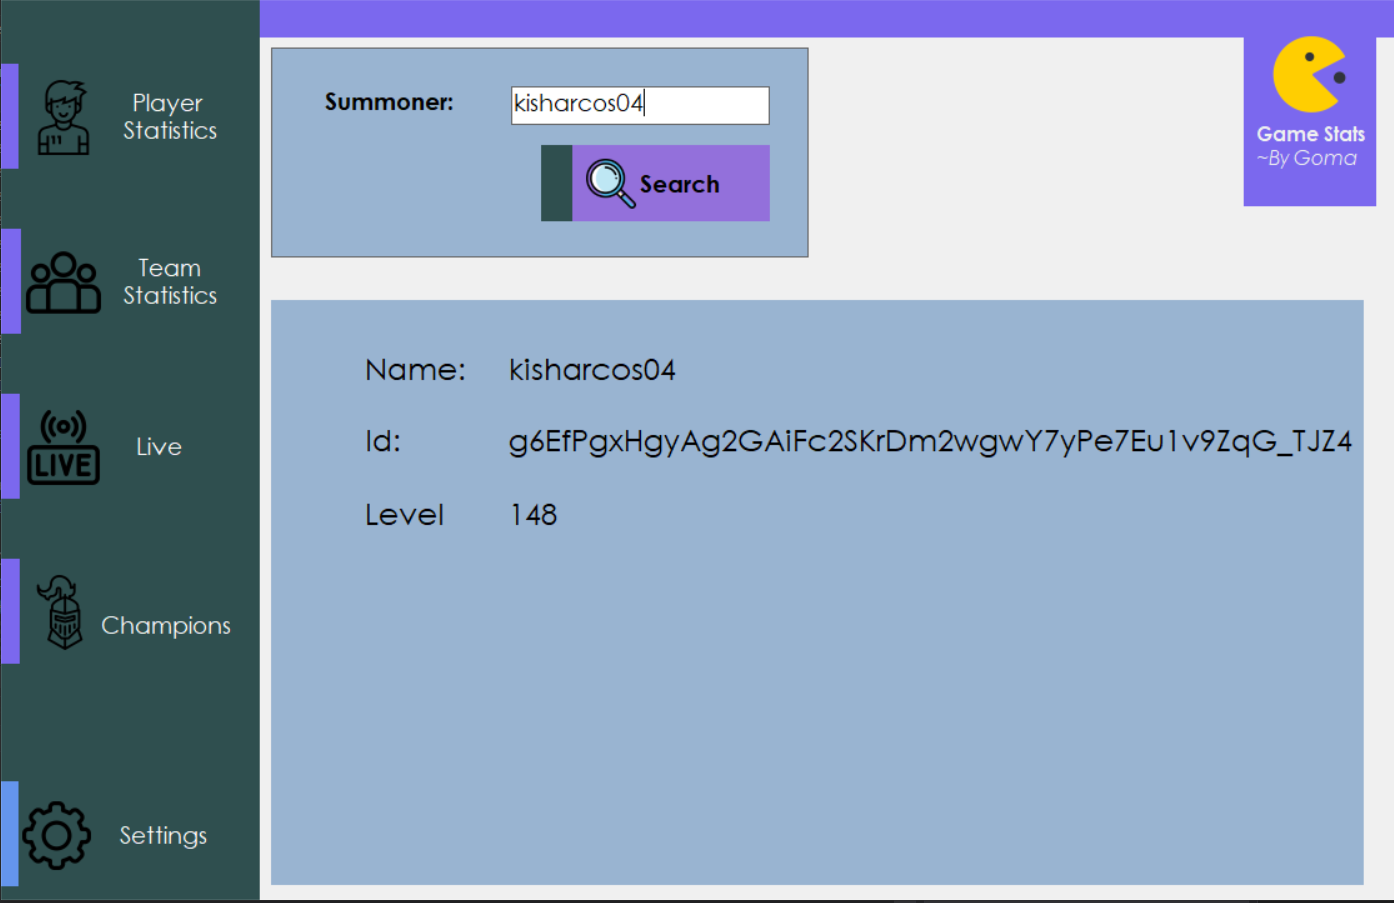 Player
Statistics
Team
Statistics
LIVE
Live
Champions
Settings
Summoner:
kisharcos04
Search
Game Stats
~By Goma
Name:
kisharcos04
Id:
g6EfPgxHgyAg2GAiFc2SKrDm2wgwY7yPe7Eu1v9ZqG_TJZ4
Level
148